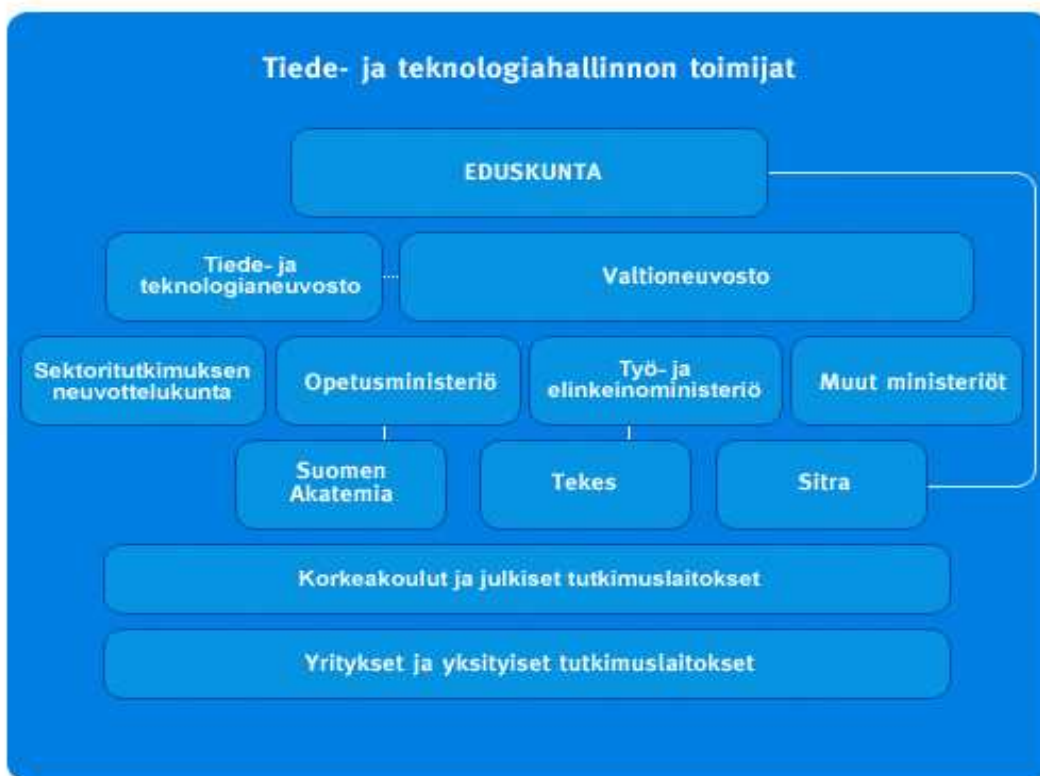 Tiede- ja teknologiahallinnon toimijat
EDUSKUNTA
Tiede- ja
teknologianeuvosto
Valtioneuvosto
Sektoritutkimuksen
neuvottelukunta
Opetusministeriö
Työ- ja
elinkeinoministeriö
Muut ministeriöt
Suomen
Akatemia
Tekes
Sitra
Korkeakoulut ja julkiset tutkimuslaitokset
Yritykset ja yksityiset tutkimuslaitokset